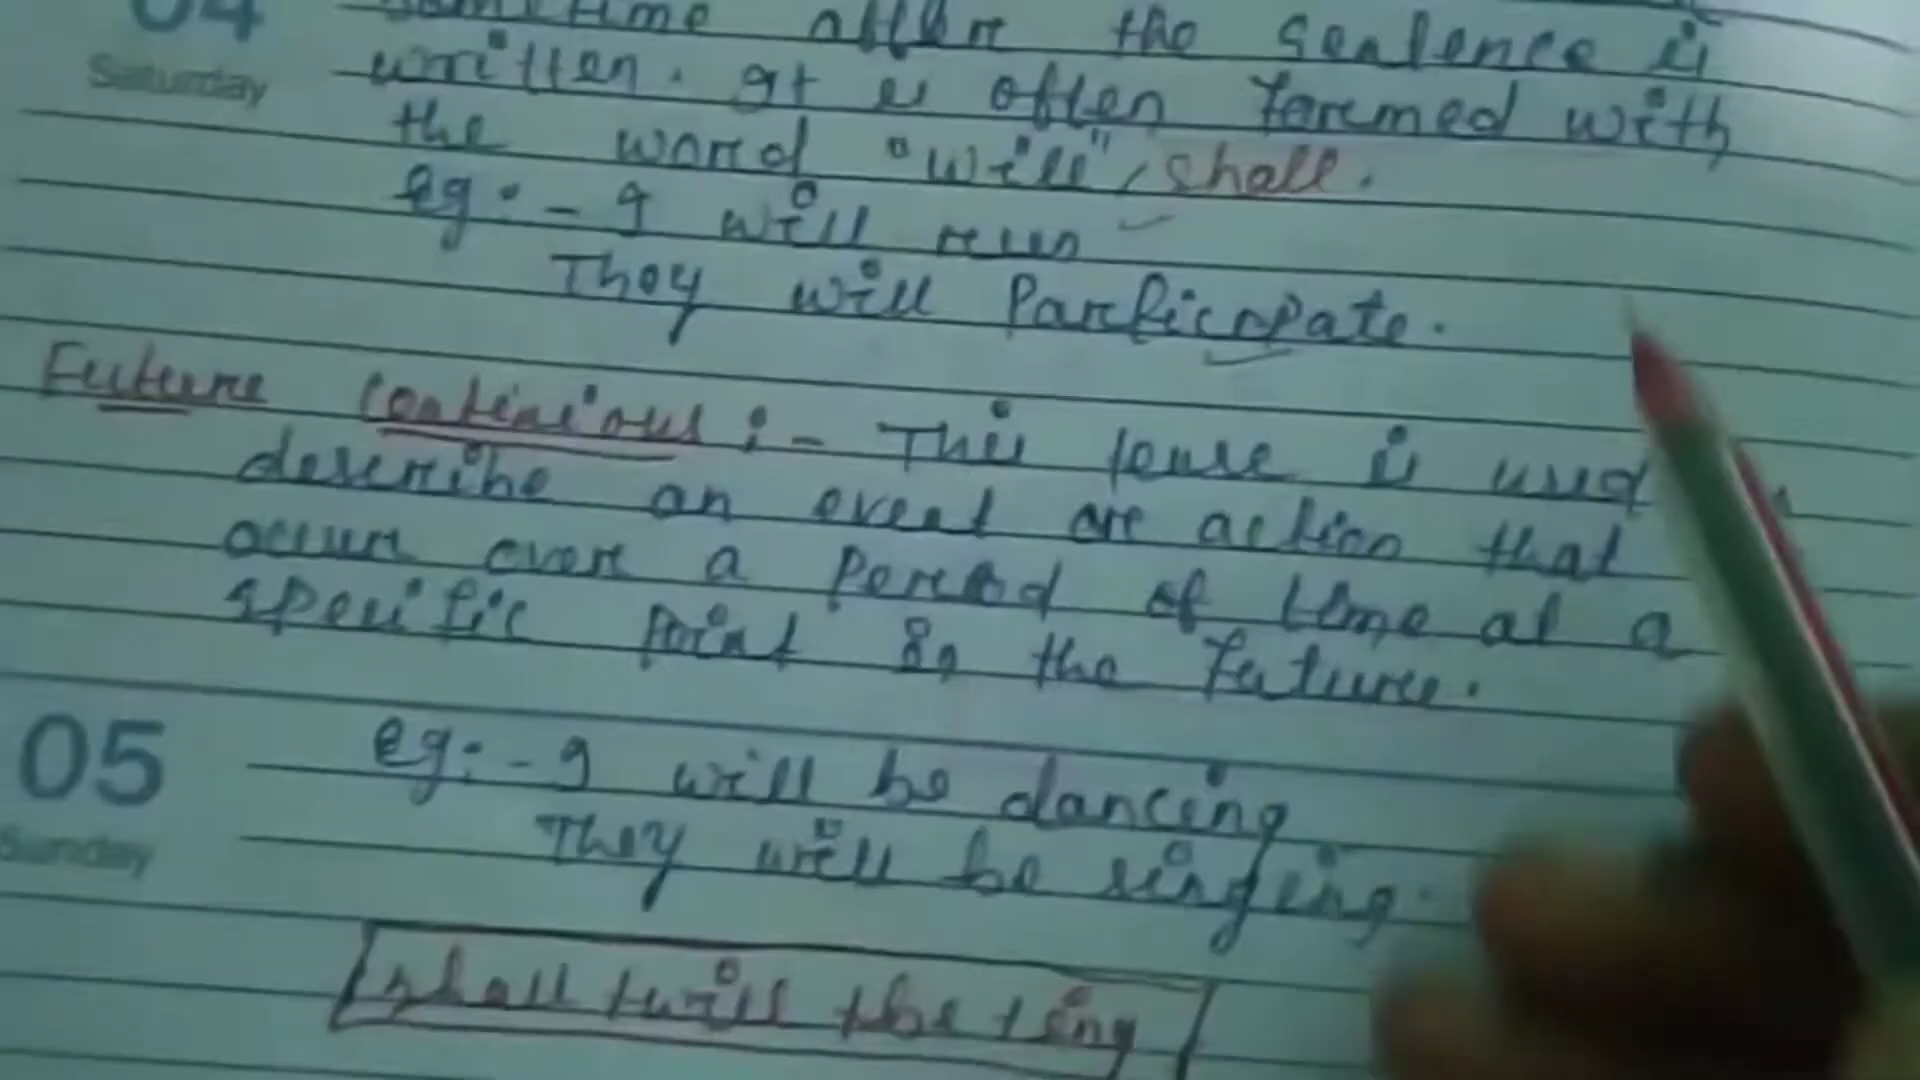 04
Saturday
sometime after the sentence is
written. It is often formed with
the word "will"/shall.
eg:- I will run
They will Participate.
Future Continious :- This tense is used
describe an event or action that
occur over a Period of time at a
specific Point in the future.
05
Sunday
eg:- I will be dancing
They will be singing.
shall + will + be + ing